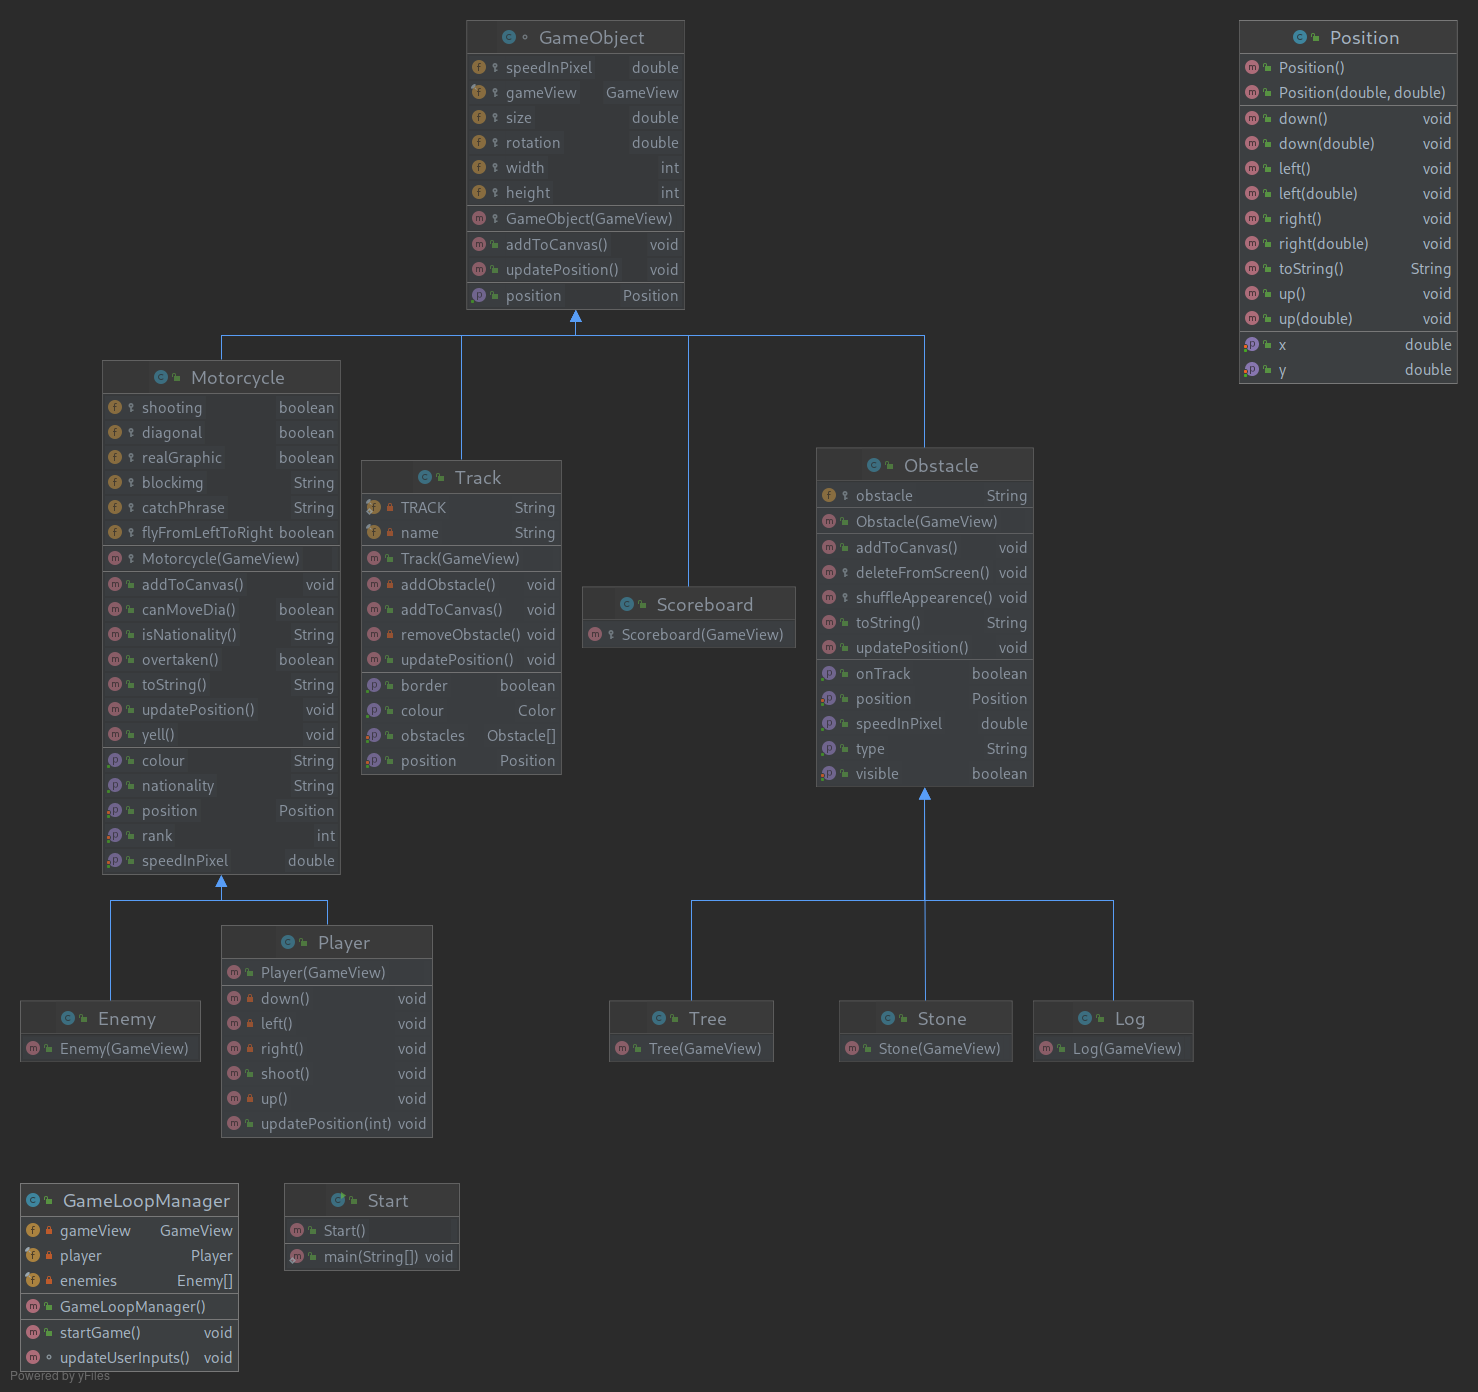 GameObject
speedInPixel double
gameView GameView
size double
rotation double
width int
height int
GameObject(GameView)
addToCanvas() void
updatePosition() void
position Position
Position
Position()
Position(double, double)
down() void
down(double) void
left() void
left(double) void
right() void
right(double) void
toString() String
up() void
up(double) void
x double
y double
Motorcycle
shooting boolean
diagonal boolean
realGraphic boolean
blockimg String
catchPhrase String
flyFromLeftToRight boolean
Motorcycle(GameView)
addToCanvas() void
canMoveDia() boolean
isNationality() String
overtaken() boolean
toString() String
updatePosition() void
yell() void
colour String
nationality String
position Position
rank int
speedInPixel double
Track
TRACK String
name String
Track(GameView)
addObstacle() void
addToCanvas() void
removeObstacle() void
updatePosition() void
border boolean
colour Color
obstacles Obstacle[]
position Position
Scoreboard
Scoreboard(GameView)
Obstacle
obstacle String
Obstacle(GameView)
addToCanvas() void
deleteFromScreen() void
shuffleAppearence() void
toString() String
updatePosition() void
onTrack boolean
position Position
speedInPixel double
type String
visible boolean
Enemy
Enemy(GameView)
Player
Player(GameView)
down() void
left() void
right() void
shoot() void
up() void
updatePosition(int) void
Tree
Tree(GameView)
Stone
Stone(GameView)
Log
Log(GameView)
GameLoopManager
gameView GameView
player Player
enemies Enemy[]
GameLoopManager()
startGame() void
updateUserInputs() void
Start
Start()
main(String[]) void
Powered by yFiles